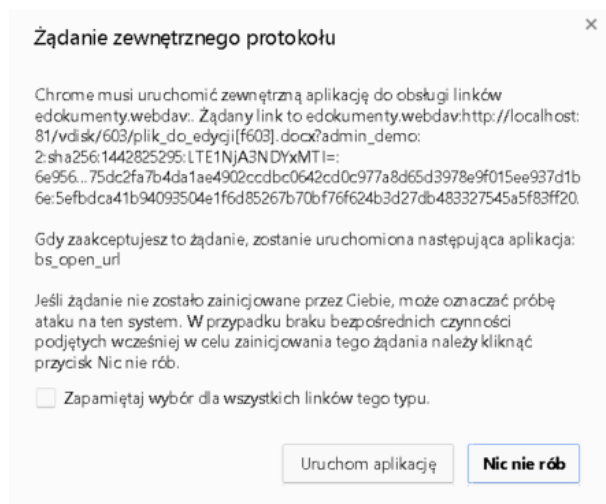 Żądanie zewnętrznego protokołu
Chrome musi uruchomić zewnętrzną aplikację do obsługi linków
edokumenty.webdav:. Żądany link to edokumenty.webdav:http://localhost:
81/vdisk/603/plik_do_edycji[f603].docx?admin_demo:
2:sha256:1442825295:LTE1NjA3NDYxMTI=:
6e956...75dc2fa7b4da1ae4902ccdbc0642cd0c977a8d65d3978e9f015ee937d1b
6e:5efbdca41b94093504e1f6d85267b70bf76f624b3d27db483327545a5f83ff20.
Gdy zaakceptujesz to żądanie, zostanie uruchomiona następująca aplikacja:
bs_open_url
Jeśli żądanie nie zostało zainicjowane przez Ciebie, może oznaczać próbę
ataku na ten system. W przypadku braku bezpośrednich czynności
podjętych wcześniej w celu zainicjowania tego żądania należy kliknąć
przycisk Nic nie rób.
Zapamiętaj wybór dla wszystkich linków tego typu.
Uruchom aplikację Nic nie rób